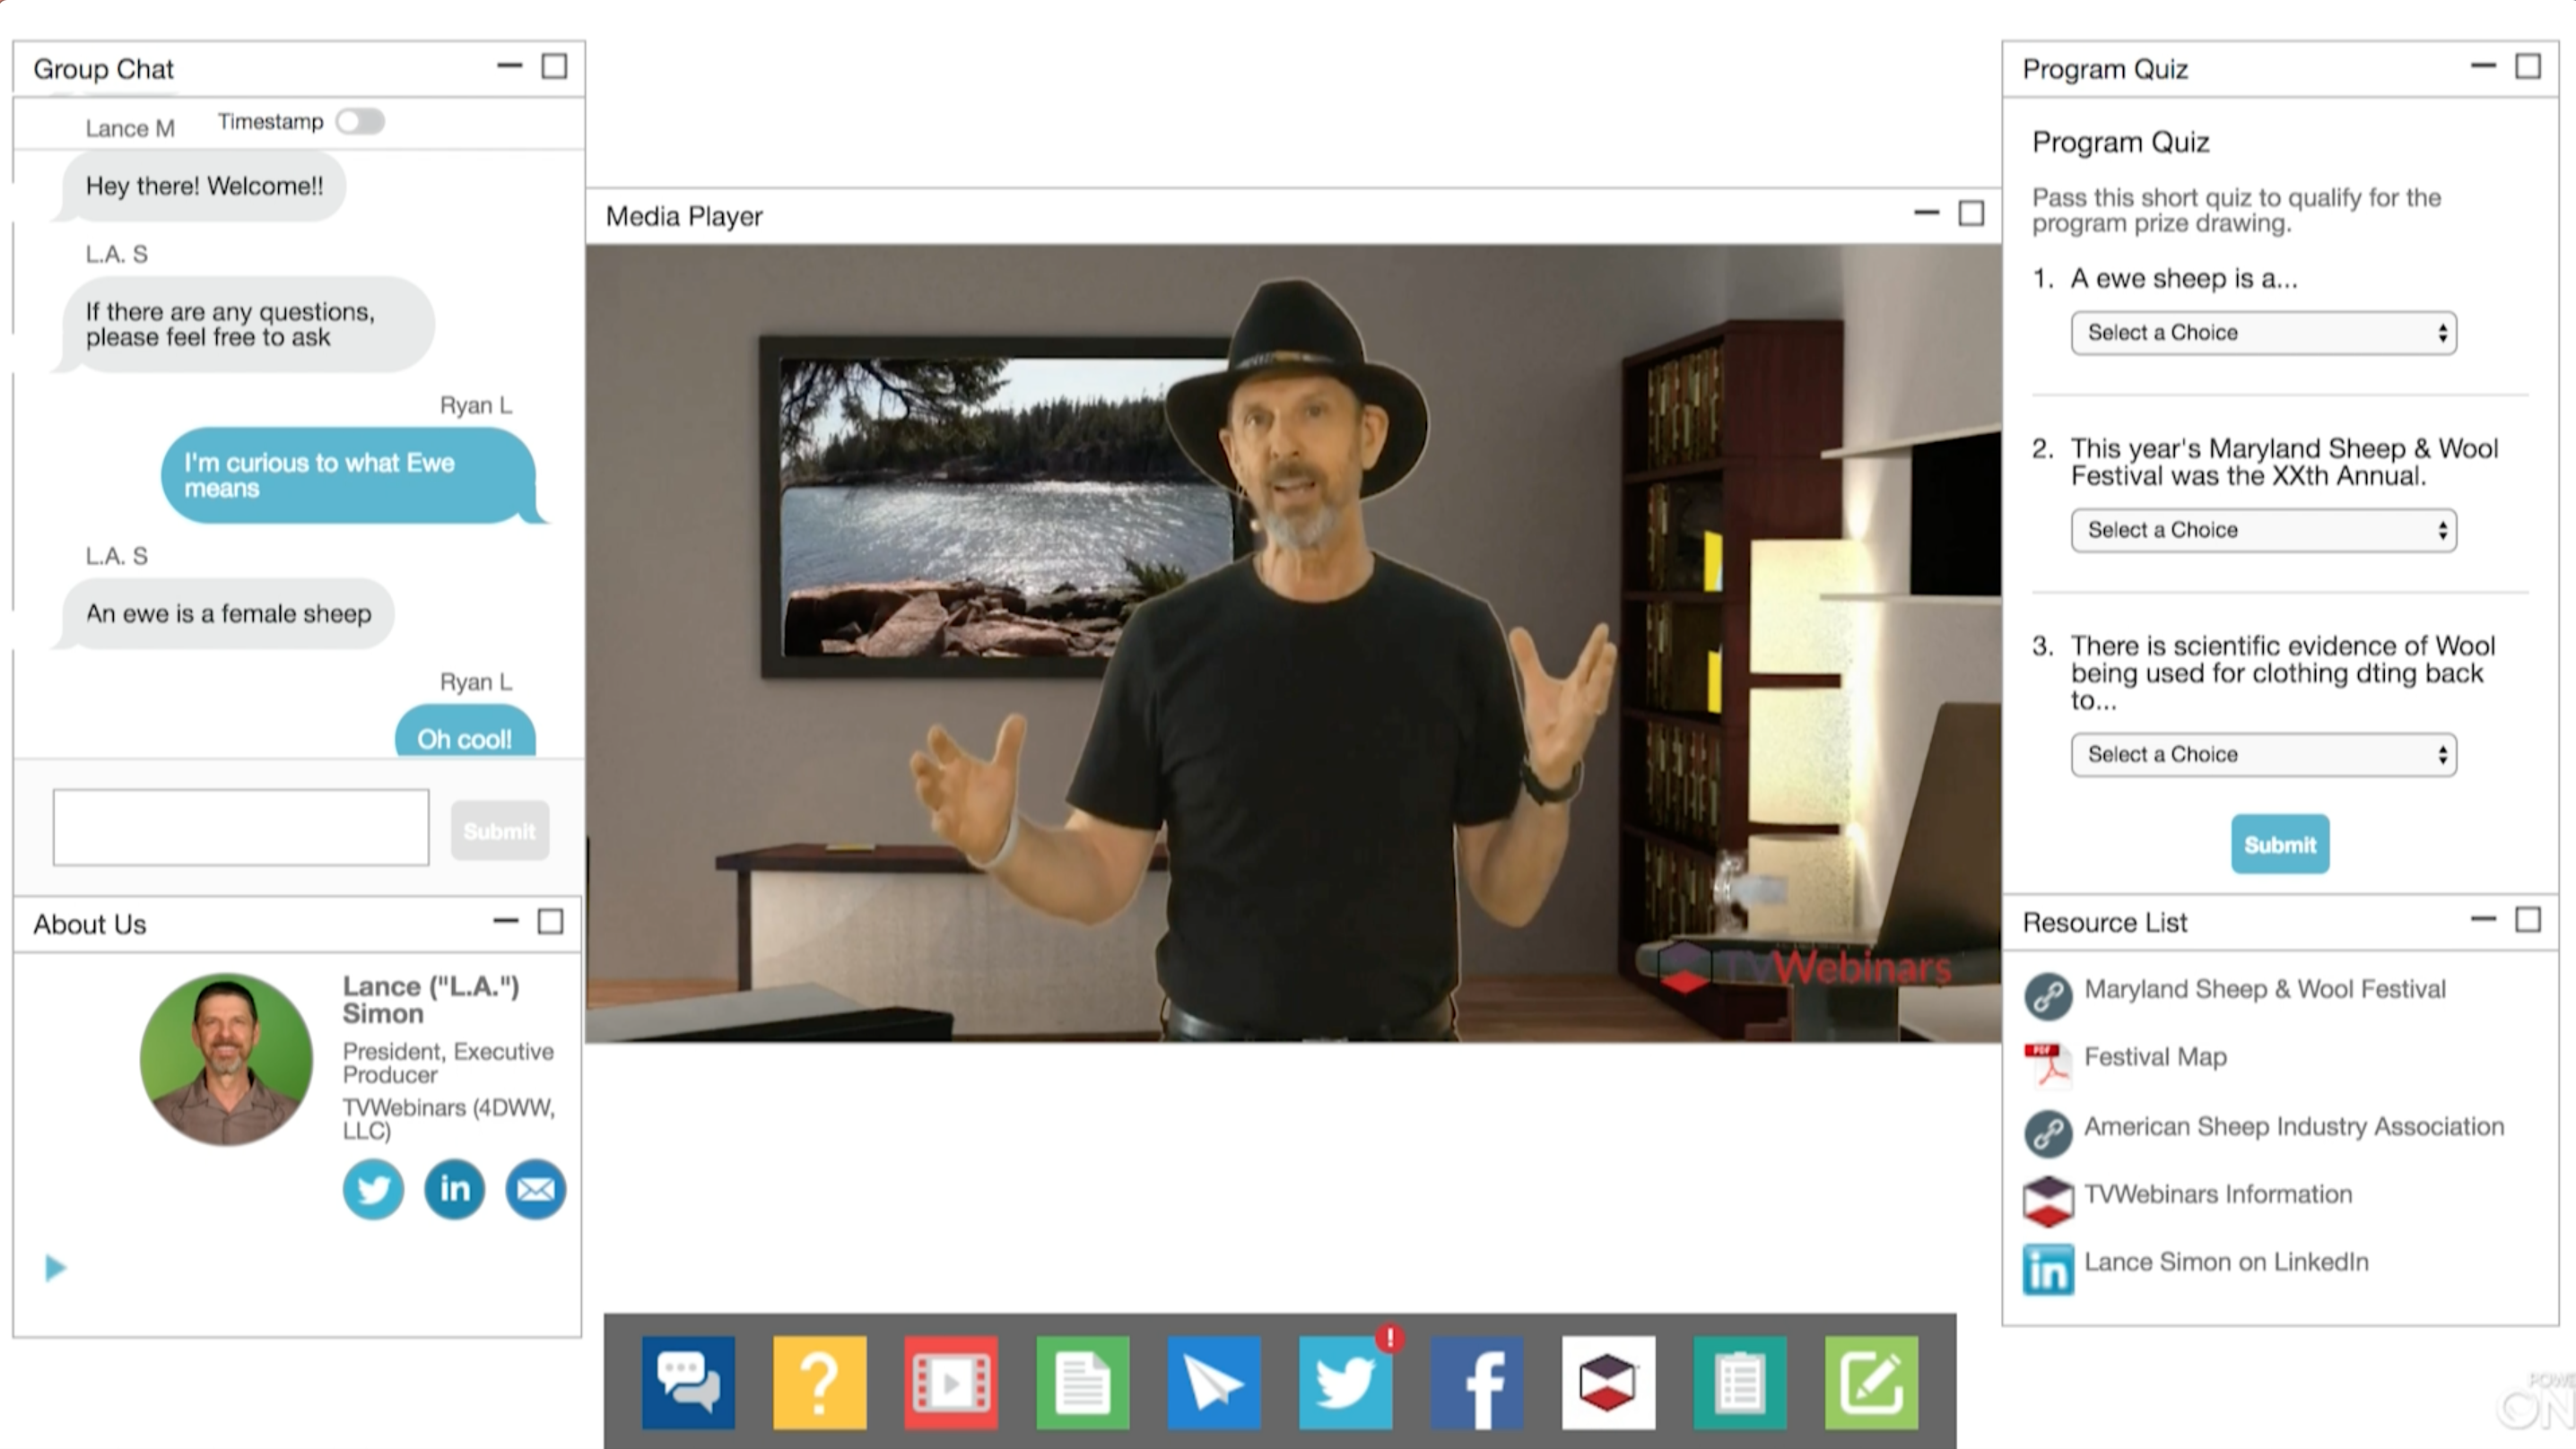 Group Chat
Lance M
Timestamp
Hey there! Welcome!!
L.A. S
If there are any questions,
please feel free to ask
Ryan L
I'm curious to what Ewe
means
L.A. S
An ewe is a female sheep
Ryan L
Oh cool!
Submit
About Us
Lance ("L.A.")
Simon
President, Executive
Producer
TVWebinars (4DWW,
LLC)
in
Media Player
TVWebinars
Program Quiz
Program Quiz
Pass this short quiz to qualify for the
program prize drawing.
1. A ewe sheep is a...
Select a Choice
2. This year's Maryland Sheep & Wool
Festival was the XXth Annual.
Select a Choice
3. There is scientific evidence of Wool
being used for clothing dting back
to...
Select a Choice
Submit
Resource List
Maryland Sheep & Wool Festival
PDF
Festival Map
American Sheep Industry Association
TVWebinars Information
in
Lance Simon on LinkedIn
?
!
f
POWE
ON